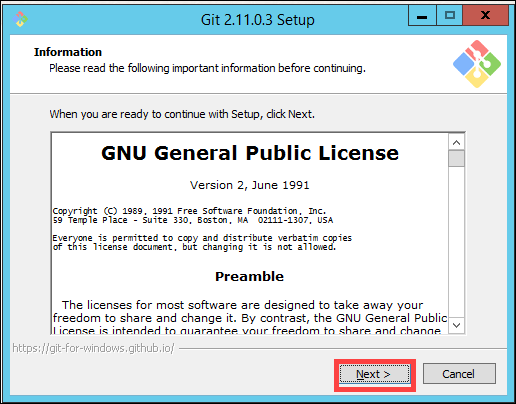 Git 2.11.0.3 Setup
Information
Please read the following important information before continuing.
When you are ready to continue with Setup, click Next.
GNU General Public License
Version 2, June 1991
Copyright (C) 1989, 1991 Free Software Foundation, Inc.
59 Temple Place - Suite 330, Boston, MA  02111-1307, USA
Everyone is permitted to copy and distribute verbatim copies
of this license document, but changing it is not allowed.
Preamble
The licenses for most software are designed to take away your
freedom to share and change it. By contrast, the GNU General Public
License is intended to guarantee your freedom to share and change
https://git-for-windows.github.io/
Next >
Cancel